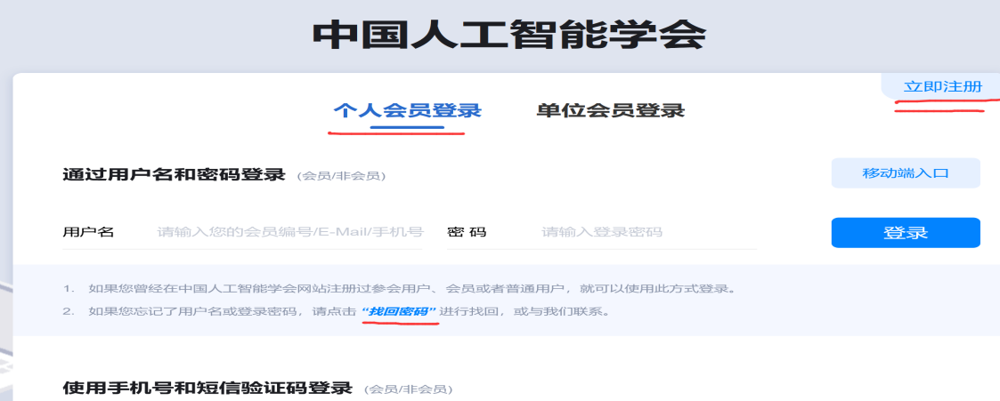 中国人工智能学会
立即注册
个人会员登录 单位会员登录
通过用户名和密码登录 (会员/非会员) 移动端入口
用户名 请输入您的会员编号/E-Mail/手机号 密 码 请输入登录密码 登录
1. 如果您曾经在中国人工智能学会网站注册过参会用户、会员或者普通用户，就可以使用此方式登录。
2. 如果您忘记了用户名或登录密码，请点击 “找回密码” 进行找回，或与我们联系。
使用手机号和短信验证码登录 (会员/非会员)